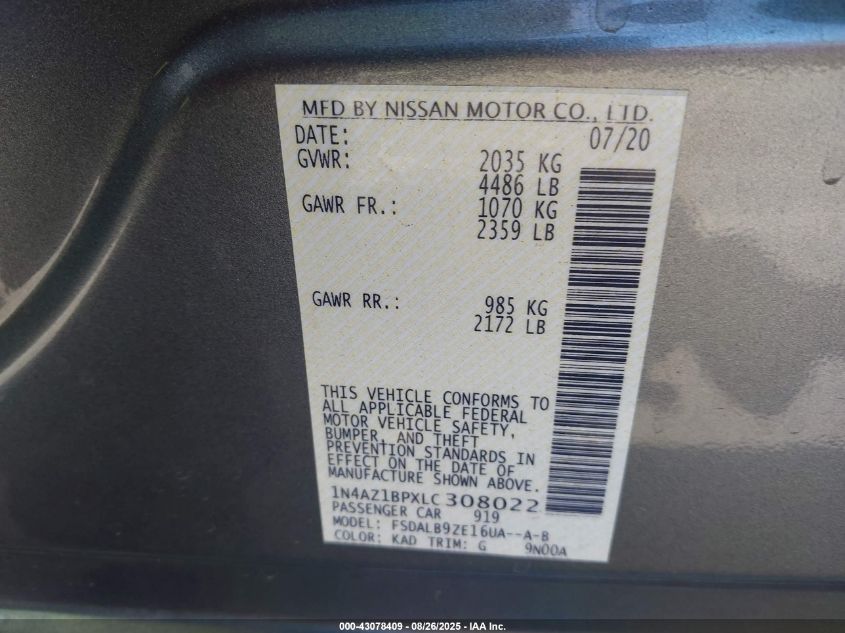 MFD BY NISSAN MOTOR CO., LTD.
DATE: 07/20
GVWR: 2035 KG
4486 LB
GAWR FR.: 1070 KG
2359 LB
GAWR RR.: 985 KG
2172 LB
THIS VEHICLE CONFORMS TO
ALL APPLICABLE FEDERAL
MOTOR VEHICLE SAFETY,
BUMPER, AND THEFT
PREVENTION STANDARDS IN
EFFECT ON THE DATE OF
MANUFACTURE SHOWN ABOVE.
1N4AZ1BPXLC308022
PASSENGER CAR 919
MODEL: FSDALB9ZE16UA--A-B
COLOR: KAD TRIM: G 9N00A
000-43078409 - 08/26/2025 - IAA Inc.